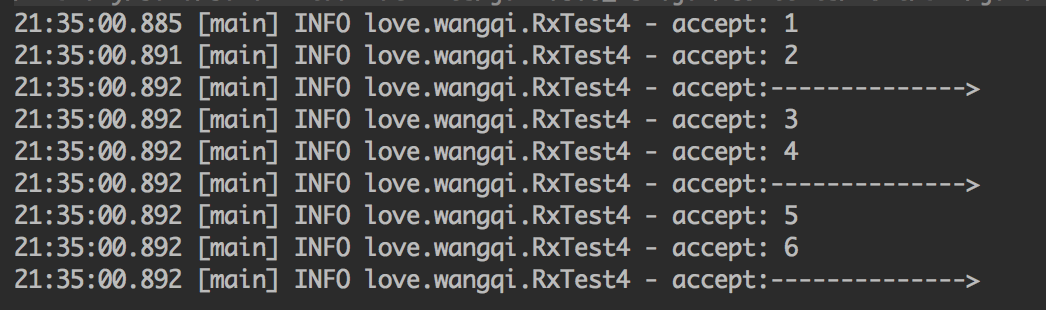 21:35:00.885 [main] INFO love.wangqi.RxTest4 - accept: 1
21:35:00.891 [main] INFO love.wangqi.RxTest4 - accept: 2
21:35:00.892 [main] INFO love.wangqi.RxTest4 - accept:-------------->
21:35:00.892 [main] INFO love.wangqi.RxTest4 - accept: 3
21:35:00.892 [main] INFO love.wangqi.RxTest4 - accept: 4
21:35:00.892 [main] INFO love.wangqi.RxTest4 - accept:-------------->
21:35:00.892 [main] INFO love.wangqi.RxTest4 - accept: 5
21:35:00.892 [main] INFO love.wangqi.RxTest4 - accept: 6
21:35:00.892 [main] INFO love.wangqi.RxTest4 - accept:-------------->